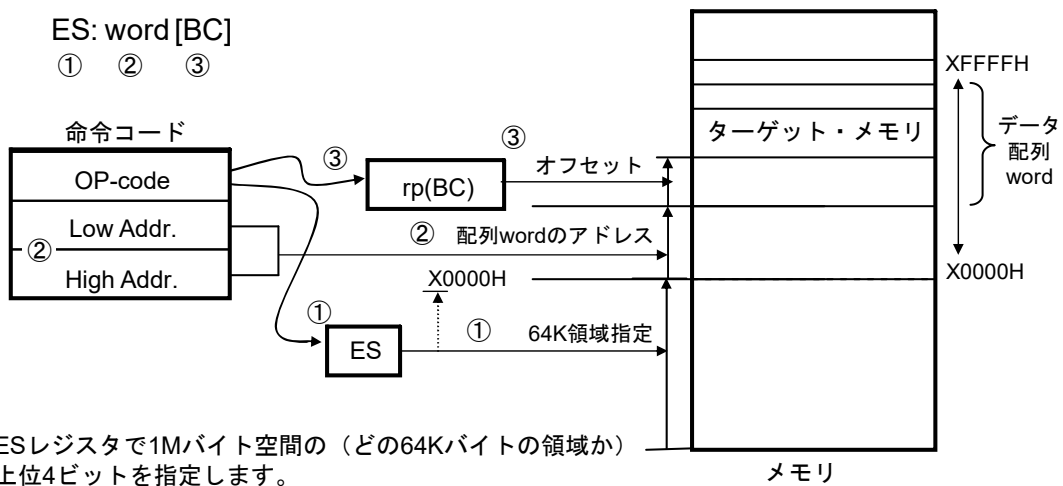 ES: word [BC]
① ② ③
命令コード
OP-code
Low Addr.
②
High Addr.
③
rp(BC)
③
オフセット
② 配列wordのアドレス
X0000H
①
ES
① 64K領域指定
XFFFFH
ターゲット・メモリ
データ
配列
word
X0000H
メモリ
ESレジスタで1Mバイト空間の（どの64Kバイトの領域か）
上位4ビットを指定します。